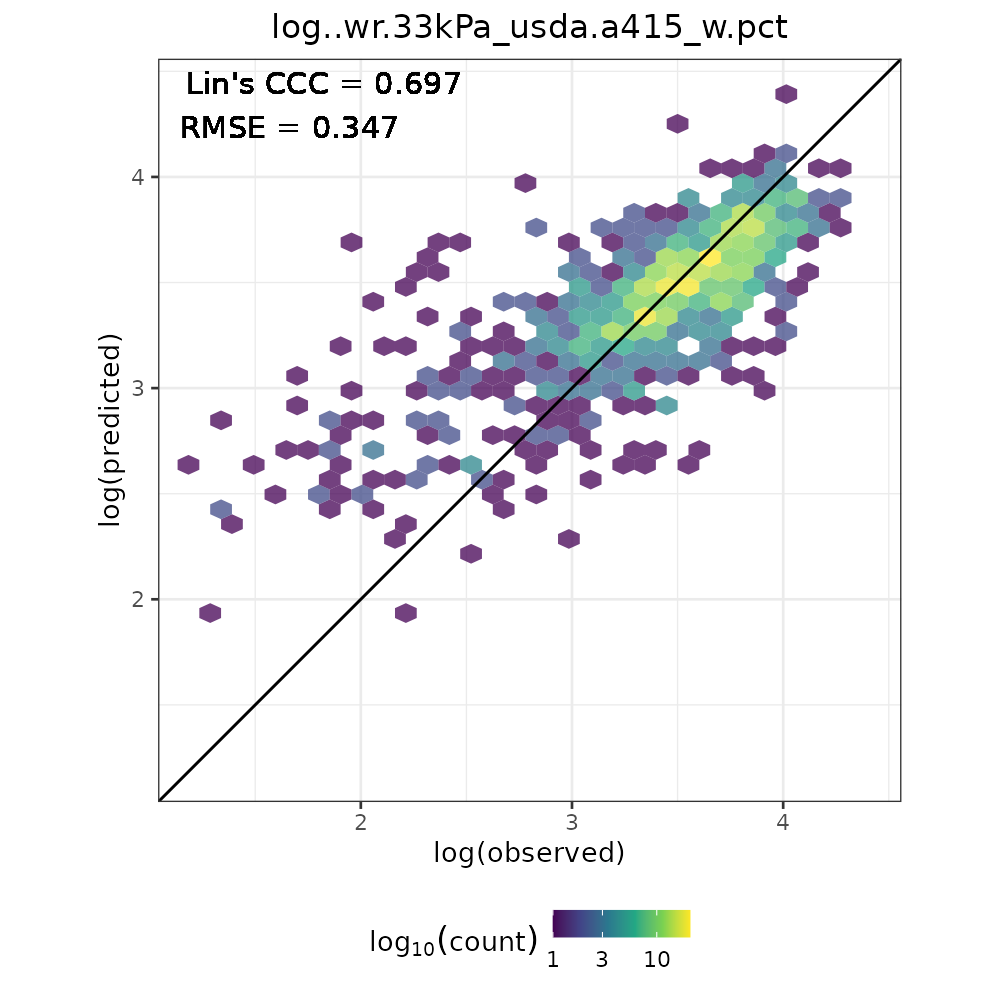 log..wr.33kPa_usda.a415_w.pct
Lin's CCC = 0.697
RMSE = 0.347
4
3
2
log(predicted)
2 3 4
log(observed)
log₁₀(count)
1 3 10